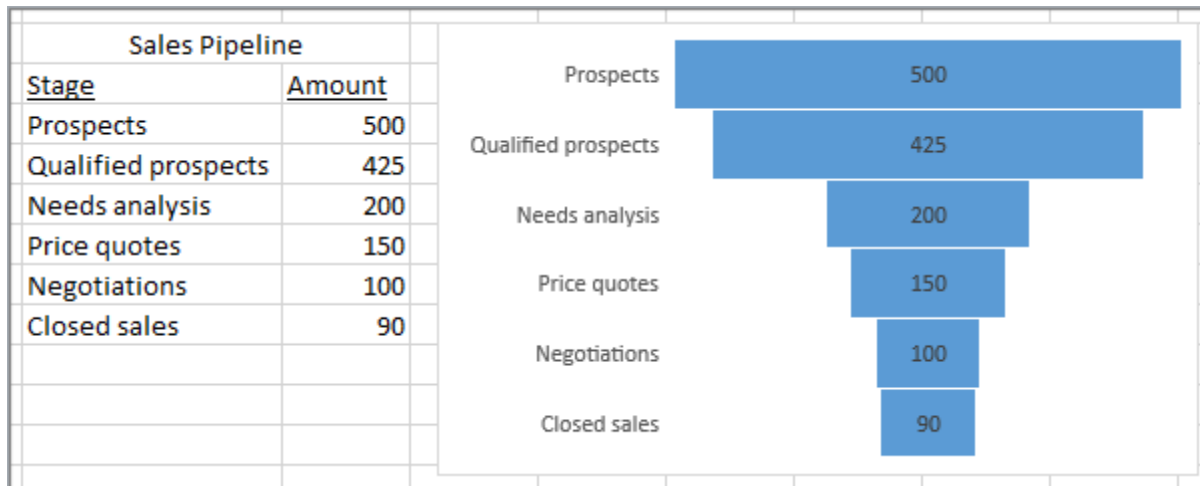 Sales Pipeline
Stage Amount
Prospects 500
Qualified prospects 425
Needs analysis 200
Price quotes 150
Negotiations 100
Closed sales 90
Prospects 500
Qualified prospects 425
Needs analysis 200
Price quotes 150
Negotiations 100
Closed sales 90